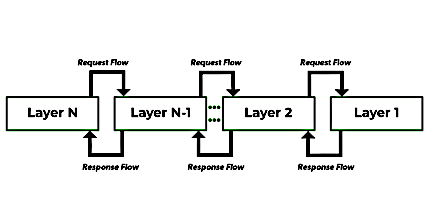 Request Flow
Request Flow
Request Flow
Layer N
Layer N-1
Layer 2
Layer 1
Response Flow
Response Flow
Response Flow